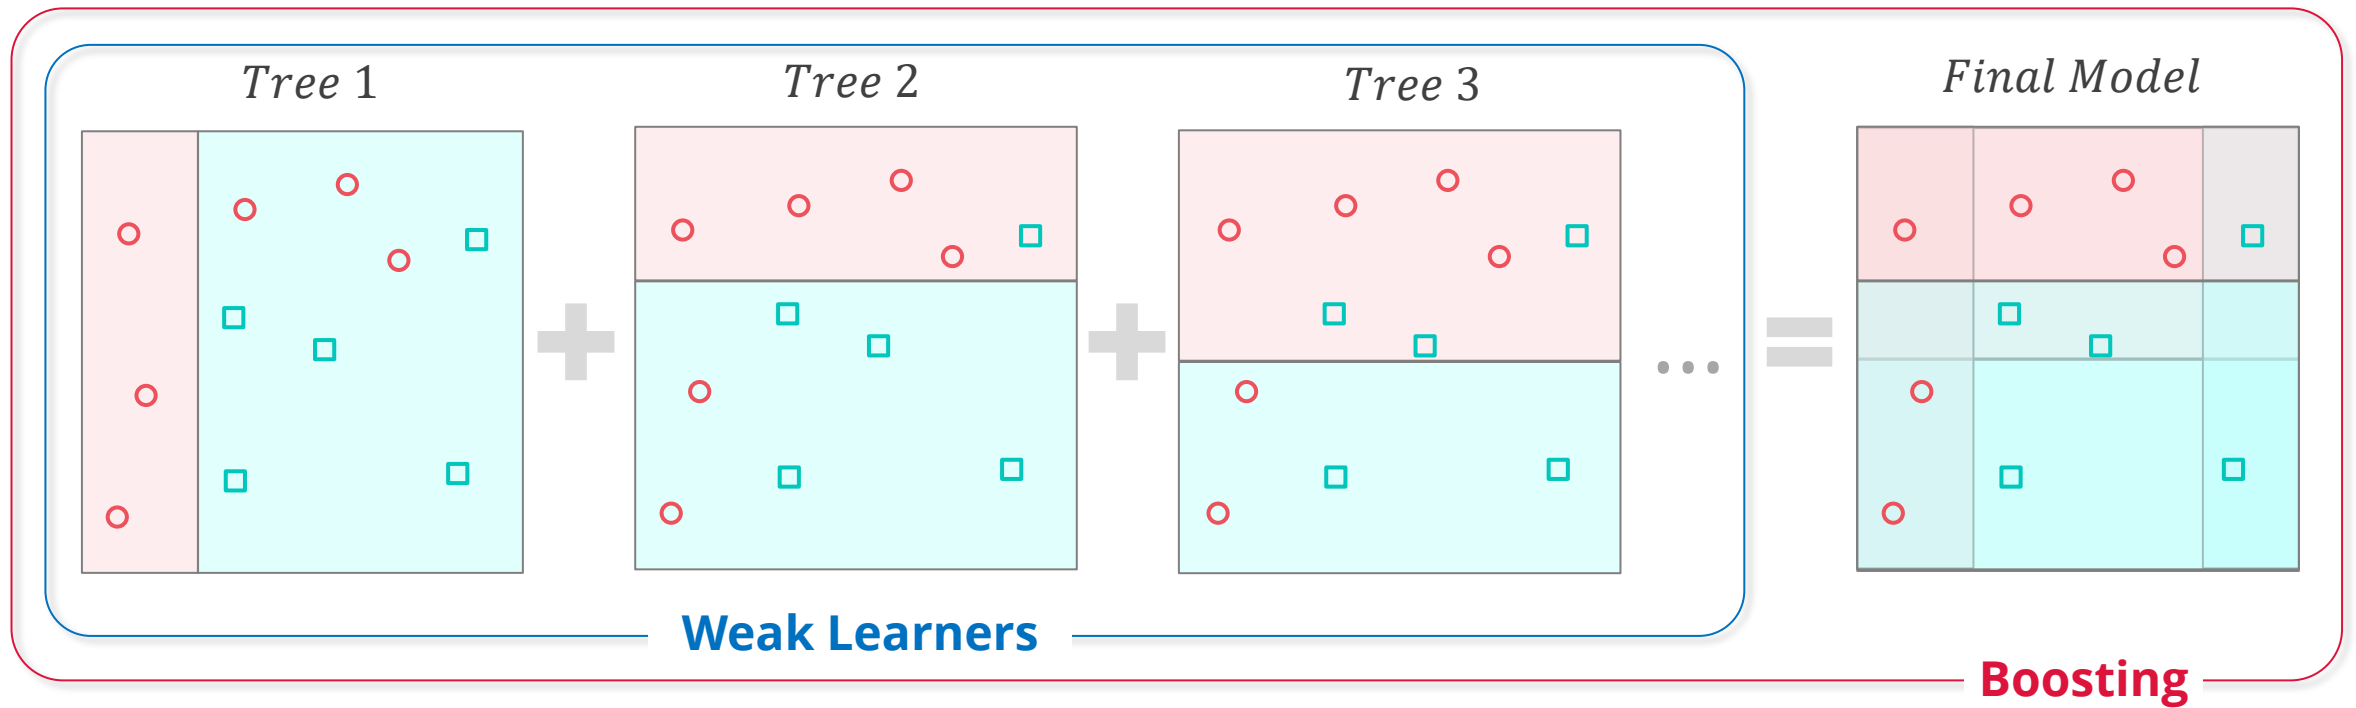 Tree 1
Tree 2
Tree 3
Final Model
...
Weak Learners
Boosting